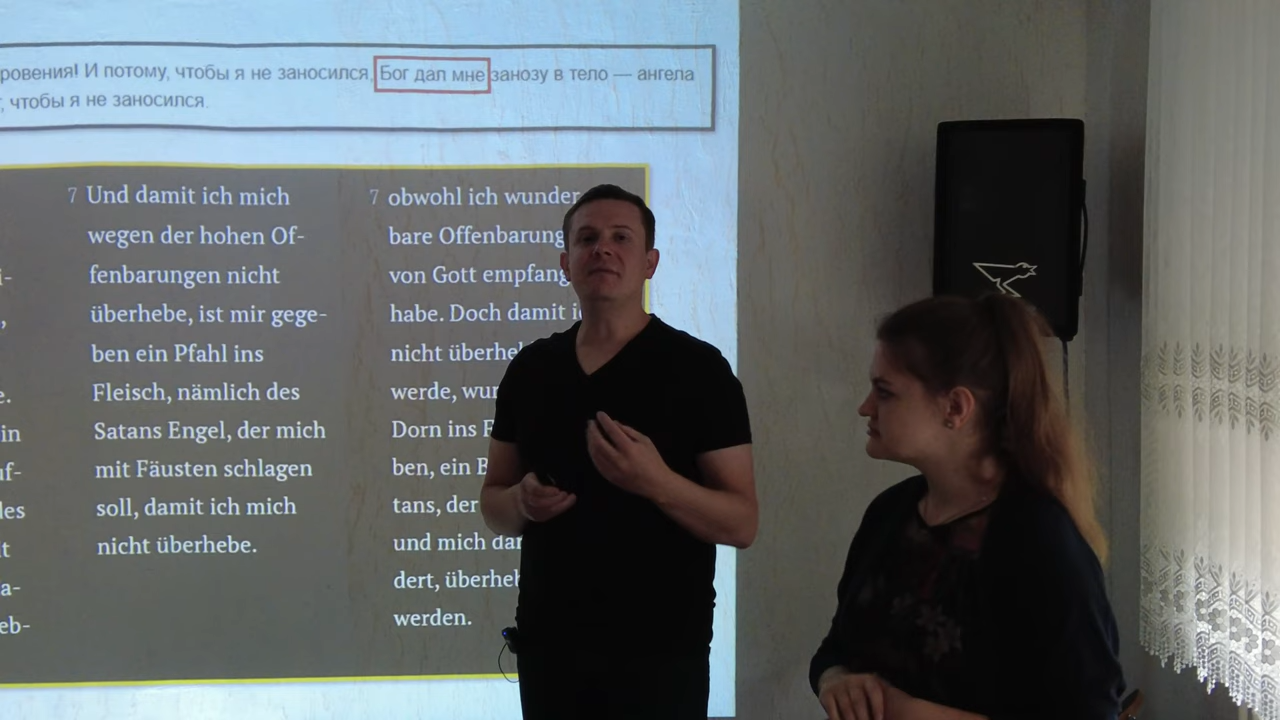 ровения! И потому, чтобы я не заносился, Бог дал мне занозу в тело — ангела
, чтобы я не заносился.
7 Und damit ich mich
wegen der hohen Of-
fenbarungen nicht
überhebe, ist mir gege-
ben ein Pfahl ins
Fleisch, nämlich des
Satans Engel, der mich
mit Fäusten schlagen
soll, damit ich mich
nicht überhebe.
7 obwohl ich wunder
bare Offenbarung
von Gott empfang
habe. Doch damit
nicht überheb
werde, wur
Dorn ins
ben, ein
tans, der
und mich dar
dert, überheb
werden.